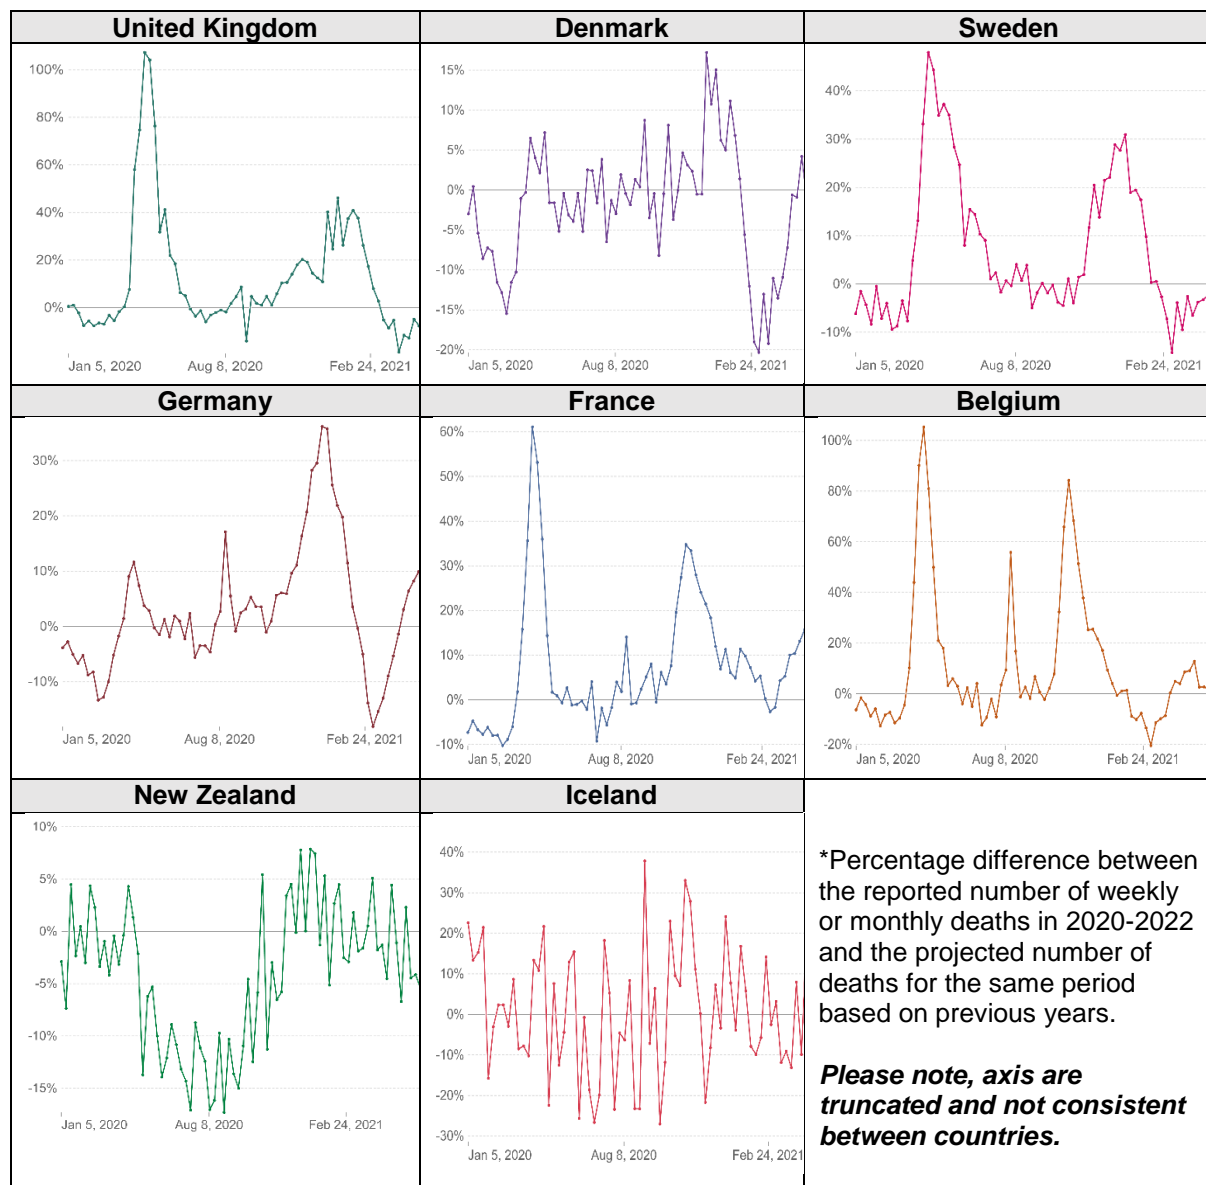 United Kingdom
100%
80%
60%
40%
20%
0%
Jan 5, 2020
Aug 8, 2020
Feb 24, 2021
Denmark
15%
10%
5%
0%
-5%
-10%
-15%
-20%
Jan 5, 2020
Aug 8, 2020
Feb 24, 2021
Sweden
40%
30%
20%
10%
0%
-10%
Jan 5, 2020
Aug 8, 2020
Feb 24, 2021
Germany
30%
20%
10%
0%
-10%
Jan 5, 2020
Aug 8, 2020
Feb 24, 2021
France
60%
50%
40%
30%
20%
10%
0%
-10%
Jan 5, 2020
Aug 8, 2020
Feb 24, 2021
Belgium
100%
80%
60%
40%
20%
0%
-20%
Jan 5, 2020
Aug 8, 2020
Feb 24, 2021
New Zealand
10%
5%
0%
-5%
-10%
-15%
Jan 5, 2020
Aug 8, 2020
Feb 24, 2021
Iceland
40%
30%
20%
10%
0%
-10%
-20%
-30%
Jan 5, 2020
Aug 8, 2020
Feb 24, 2021
*Percentage difference between
the reported number of weekly
or monthly deaths in 2020-2022
and the projected number of
deaths for the same period
based on previous years.
Please note, axis are
truncated and not consistent
between countries.